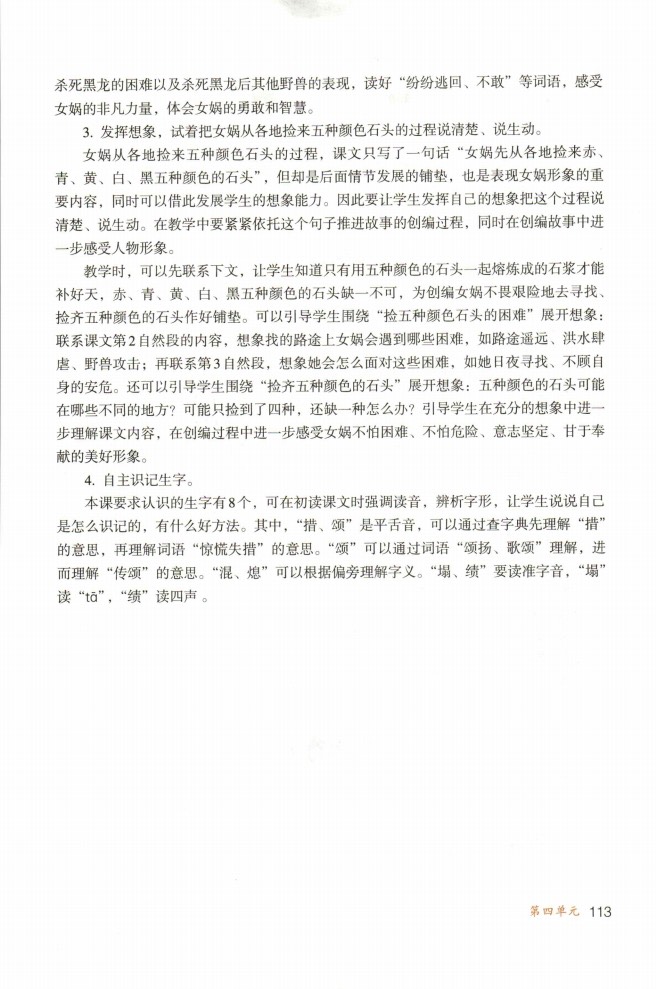 杀死黑龙的困难以及杀死黑龙后其他野兽的表现，读好“纷纷逃回、不敢”等词语，感受
女娲的非凡力量，体会女娲的勇敢和智慧。
3. 发挥想象，试着把女娲从各地捡来五种颜色石头的过程说清楚、说生动。
女娲从各地捡来五种颜色石头的过程，课文只写了一句话“女娲先从各地捡来赤、
青、黄、白、黑五种颜色的石头”，但却是后面情节发展的铺垫，也是表现女娲形象的重
要内容，同时可以借此发展学生的想象能力。因此要让学生发挥自己的想象把这个过程说
清楚、说生动。在教学中要紧紧依托这个句子推进故事的创编过程，同时在创编故事中进
一步感受人物形象。
教学时，可以先联系下文，让学生知道只有用五种颜色的石头一起熔炼成的石浆才能
补好天，赤、青、黄、白、黑五种颜色的石头缺一不可，为创编女娲不畏艰险地去寻找、
捡齐五种颜色的石头作好铺垫。可以引导学生围绕“捡五种颜色石头的困难”展开想象：
联系课文第2自然段的内容，想象找的路途上女娲会遇到哪些困难，如路途遥远、洪水肆
虐、野兽攻击；再联系第3自然段，想象她会怎么面对这些困难，如她日夜寻找、不顾自
身的安危。还可以引导学生围绕“捡齐五种颜色的石头”展开想象：五种颜色的石头可能
在哪些不同的地方？可能只捡到了四种，还缺一种怎么办？引导学生在充分的想象中进一
步理解课文内容，在创编过程中进一步感受女娲不怕困难、不怕危险、意志坚定、甘于奉
献的美好形象。
4. 自主识记生字。
本课要求认识的生字有8个，可在初读课文时强调读音，辨析字形，让学生说说自己
是怎么识记的，有什么好方法。其中，“措、颂”是平舌音，可以通过查字典先理解“措”
的意思，再理解词语“惊慌失措”的意思。“颂”可以通过词语“颂扬、歌颂”理解，进
而理解“传颂”的意思。“混、熄”可以根据偏旁理解字义。“塌、绩”要读准字音，“塌”
读“tā”，“绩”读四声。
第四单元 113